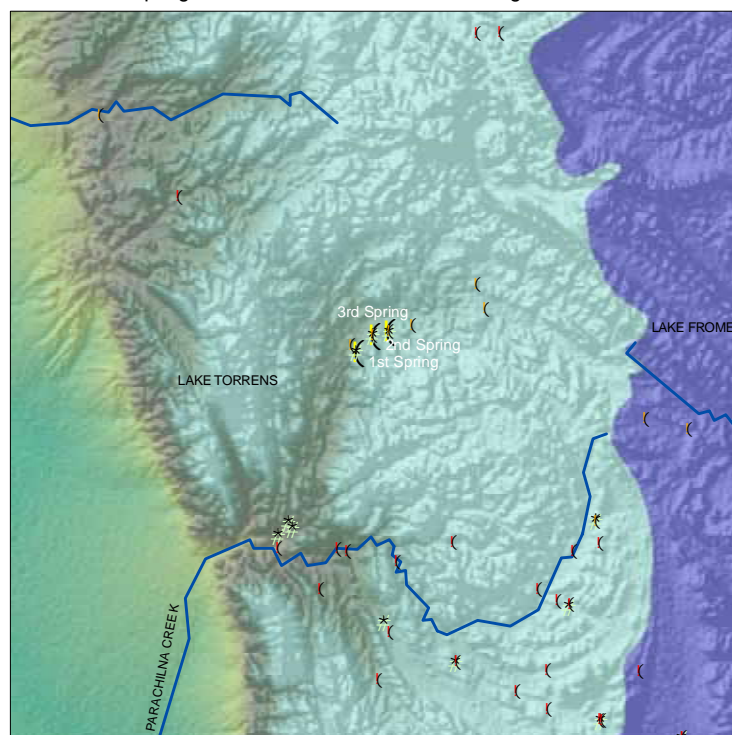 3rd Spring
LAKE FROME
2nd Spring
1st Spring
LAKE TORRENS
PARACHILNA CREEK